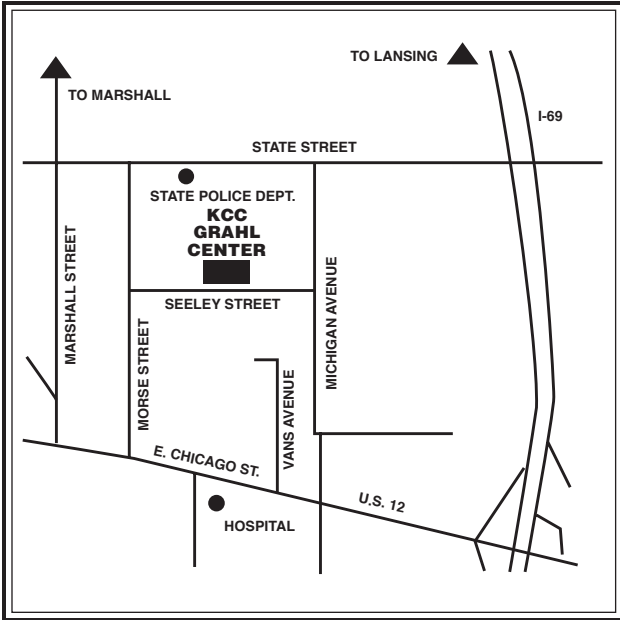 TO LANSING
TO MARSHALL
I-69
STATE STREET
STATE POLICE DEPT.
KCC
GRAHL
CENTER
MARSHALL STREET
SEELEY STREET
MICHIGAN AVENUE
MORSE STREET
VANS AVENUE
E. CHICAGO ST.
U.S. 12
HOSPITAL